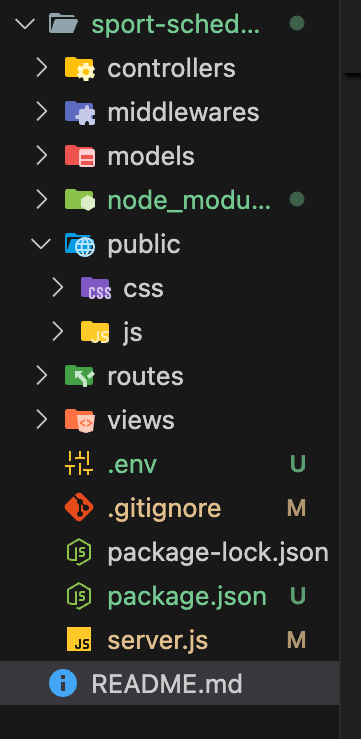 sport-sched...
controllers
middlewares
models
node_modu...
public
CSS css
JS js
routes
views
.env U
.gitignore M
package-lock.json
JS package.json U
JS server.js M
README.md